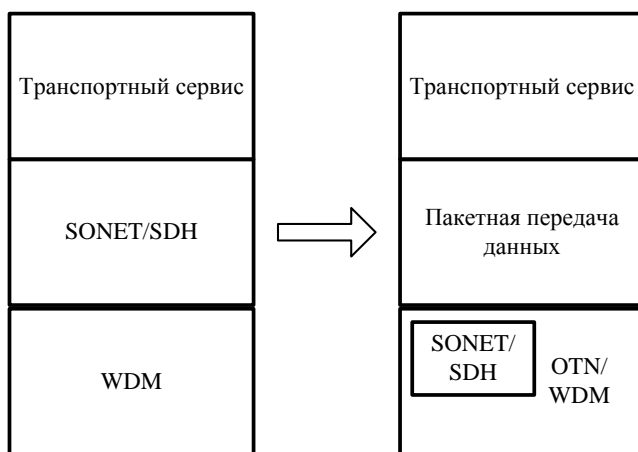 Транспортный сервис
SONET/SDH
WDM
Транспортный сервис
Пакетная передача
данных
SONET/
SDH
OTN/
WDM